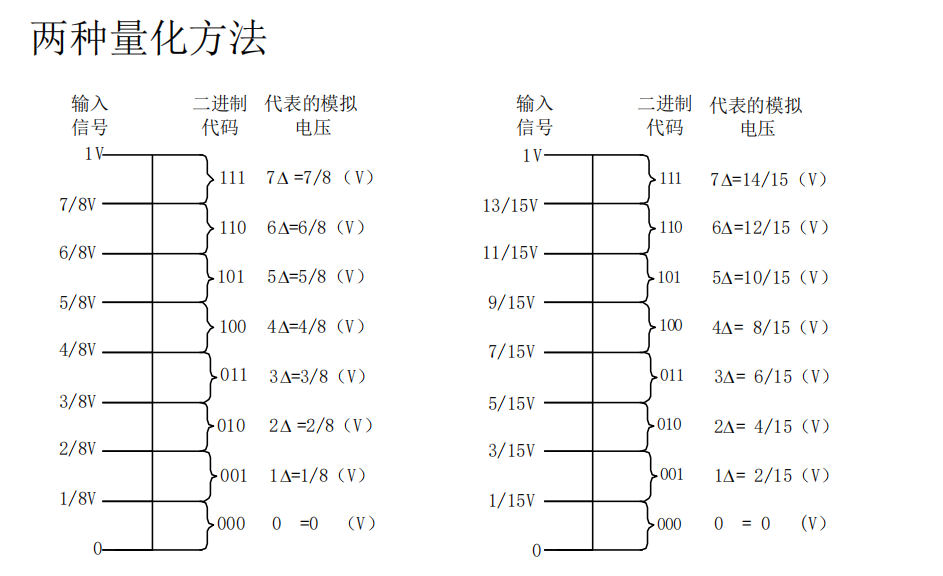 两种量化方法
输入 二进制 代表的模拟
信号 代码 电压
1V
111 7Δ=7/8（V）
7/8V
110 6Δ=6/8（V）
6/8V
101 5Δ=5/8（V）
5/8V
100 4Δ=4/8（V）
4/8V
011 3Δ=3/8（V）
3/8V
010 2Δ=2/8（V）
2/8V
001 1Δ=1/8（V）
1/8V
000 0 =0 （V）
0
输入 二进制 代表的模拟
信号 代码 电压
1V
111 7Δ=14/15（V）
13/15V
110 6Δ=12/15（V）
11/15V
101 5Δ=10/15（V）
9/15V
100 4Δ= 8/15（V）
7/15V
011 3Δ= 6/15（V）
5/15V
010 2Δ= 4/15（V）
3/15V
001 1Δ= 2/15（V）
1/15V
000 0 = 0 （V）
0